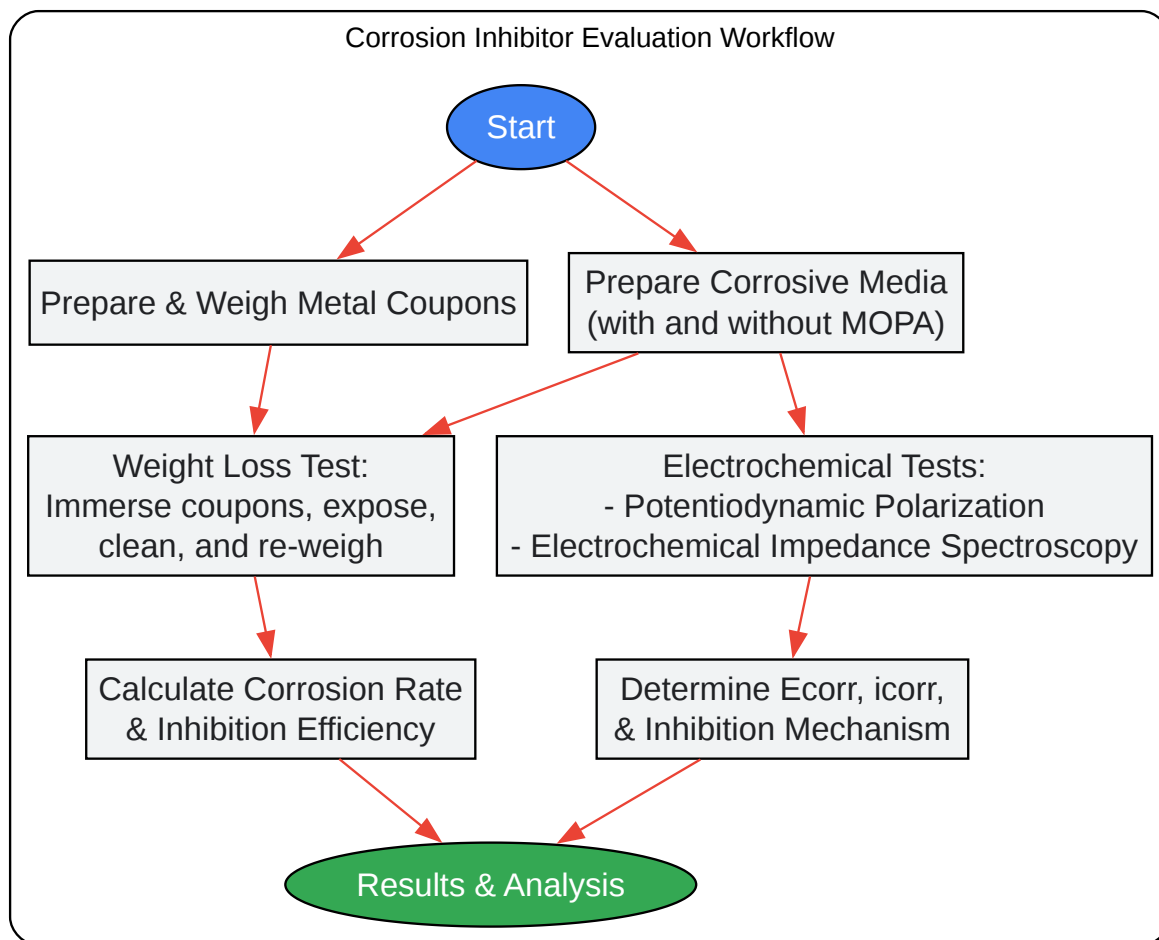 Corrosion Inhibitor Evaluation Workflow
Start
Prepare & Weigh Metal Coupons
Prepare Corrosive Media
(with and without MOPA)
Weight Loss Test:
Immerse coupons, expose,
clean, and re-weigh
Electrochemical Tests:
- Potentiodynamic Polarization
- Electrochemical Impedance Spectroscopy
Calculate Corrosion Rate
& Inhibition Efficiency
Determine Ecorr, icorr,
& Inhibition Mechanism
Results & Analysis